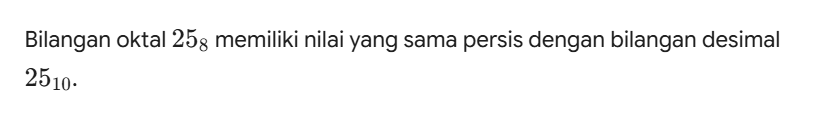 Bilangan oktal 25₈ memiliki nilai yang sama persis dengan bilangan desimal
25₁₀.